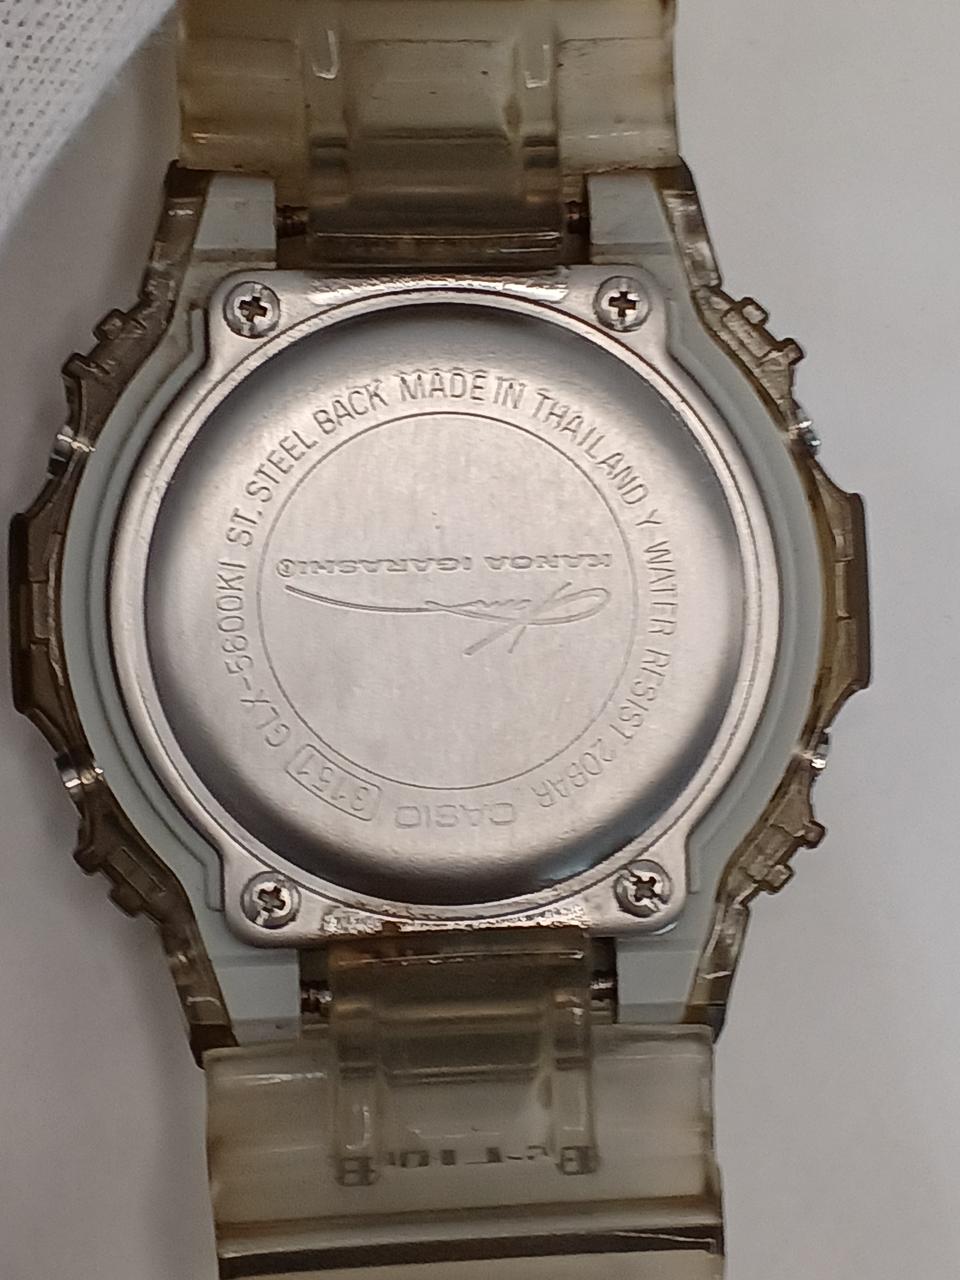 CASIO 3151 GLX-5600KI ST. STEEL BACK MADE IN THAILAND Y WATER RESIST 20BAR
KANOA IGARASHI®